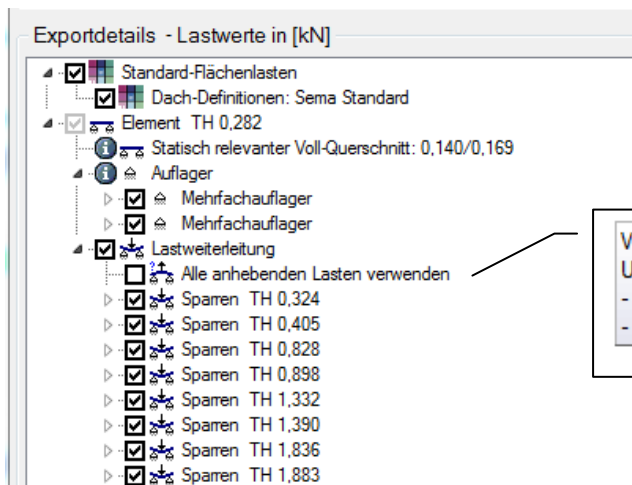 Exportdetails - Lastwerte in [kN]
Standard-Flächenlasten
Dach-Definitionen: Sema Standard
Element TH 0,282
Statisch relevanter Voll-Querschnitt: 0,140/0,169
Auflager
Mehrfachauflager
Mehrfachauflager
Lastweiterleitung
Alle anhebenden Lasten verwenden
Sparren TH 0,324
Sparren TH 0,405
Sparren TH 0,828
Sparren TH 0,898
Sparren TH 1,332
Sparren TH 1,390
Sparren TH 1,836
Sparren TH 1,883
V
U
-
-